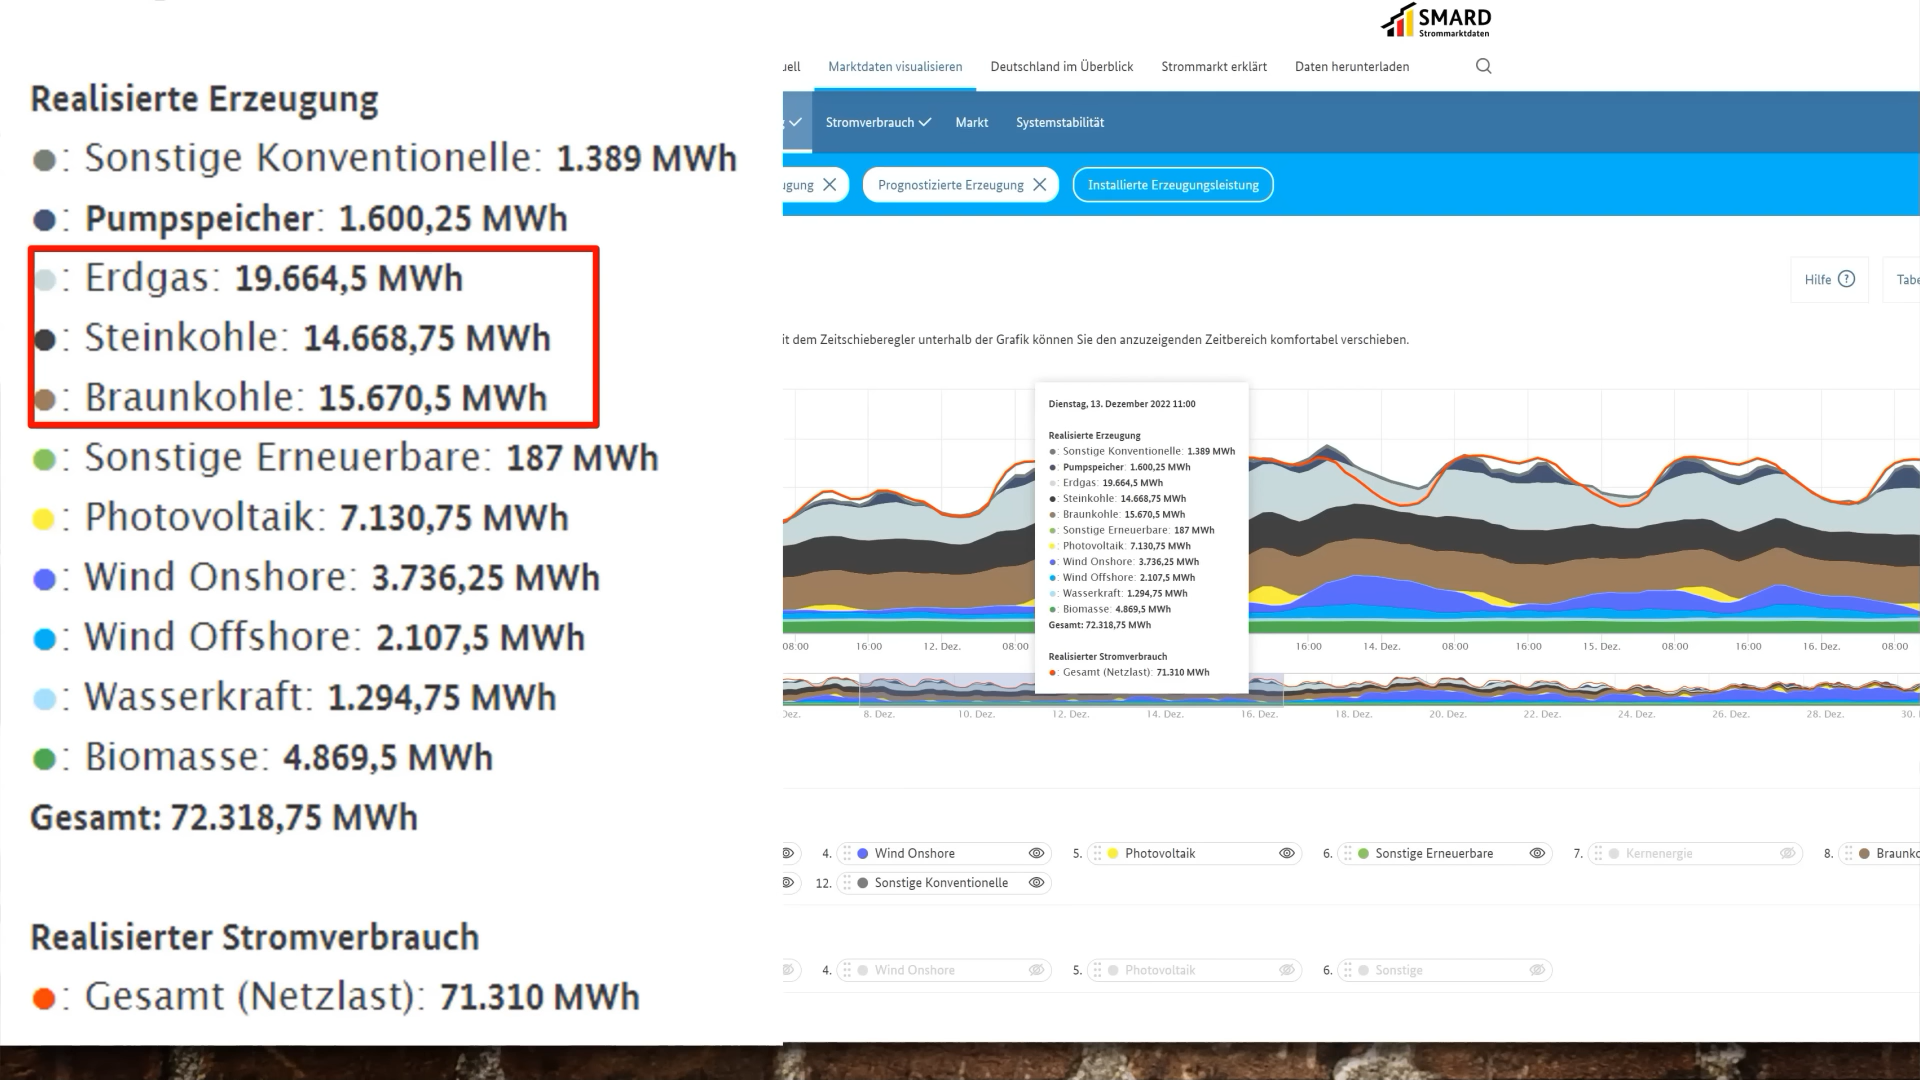 Realisierte Erzeugung
: Sonstige Konventionelle: 1.389 MWh
: Pumpspeicher: 1.600,25 MWh
: Erdgas: 19.664,5 MWh
: Steinkohle: 14.668,75 MWh
: Braunkohle: 15.670,5 MWh
: Sonstige Erneuerbare: 187 MWh
: Photovoltaik: 7.130,75 MWh
: Wind Onshore: 3.736,25 MWh
: Wind Offshore: 2.107,5 MWh
: Wasserkraft: 1.294,75 MWh
: Biomasse: 4.869,5 MWh
Gesamt: 72.318,75 MWh
Realisierter Stromverbrauch
: Gesamt (Netzlast): 71.310 MWh
SMARD
Strommarktdaten
uell Marktdaten visualisieren Deutschland im Überblick Strommarkt erklärt Daten herunterladen
Stromverbrauch Markt Systemstabilität
ugung Prognostizierte Erzeugung Installierte Erzeugungsleistung
Hilfe ? Tabe
it dem Zeitschieberegler unterhalb der Grafik können Sie den anzuzeigenden Zeitbereich komfortabel verschieben.
Dienstag, 13. Dezember 2022 11:00
Realisierte Erzeugung
: Sonstige Konventionelle: 1.389 MWh
: Pumpspeicher: 1.600,25 MWh
: Erdgas: 19.664,5 MWh
: Steinkohle: 14.668,75 MWh
: Braunkohle: 15.670,5 MWh
: Sonstige Erneuerbare: 187 MWh
: Photovoltaik: 7.130,75 MWh
: Wind Onshore: 3.736,25 MWh
: Wind Offshore: 2.107,5 MWh
: Wasserkraft: 1.294,75 MWh
: Biomasse: 4.869,5 MWh
Gesamt: 72.318,75 MWh
Realisierter Stromverbrauch
: Gesamt (Netzlast): 71.310 MWh
08:00 16:00 12. Dez. 08:00 16:00 14. Dez. 08:00 16:00 15. Dez. 08:00 16:00 16. Dez. 08:00
Dez. 8. Dez. 10. Dez. 12. Dez. 14. Dez. 16. Dez. 18. Dez. 20. Dez. 22. Dez. 24. Dez. 26. Dez. 28. Dez. 30.
4. Wind Onshore 5. Photovoltaik 6. Sonstige Erneuerbare 7. Kernenergie 8. Braunko
12. Sonstige Konventionelle
4. Wind Onshore 5. Photovoltaik 6. Sonstige